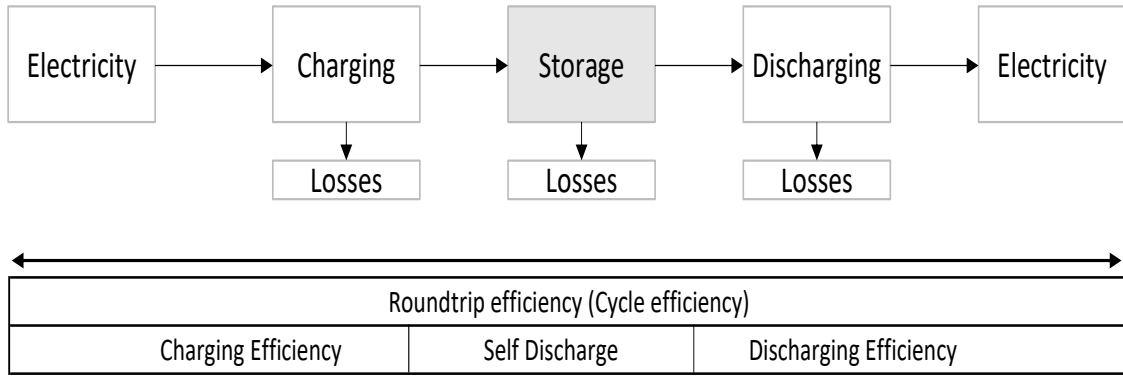 Electricity
Charging
Storage
Discharging
Electricity
Losses
Losses
Losses
Roundtrip efficiency (Cycle efficiency)
Charging Efficiency
Self Discharge
Discharging Efficiency